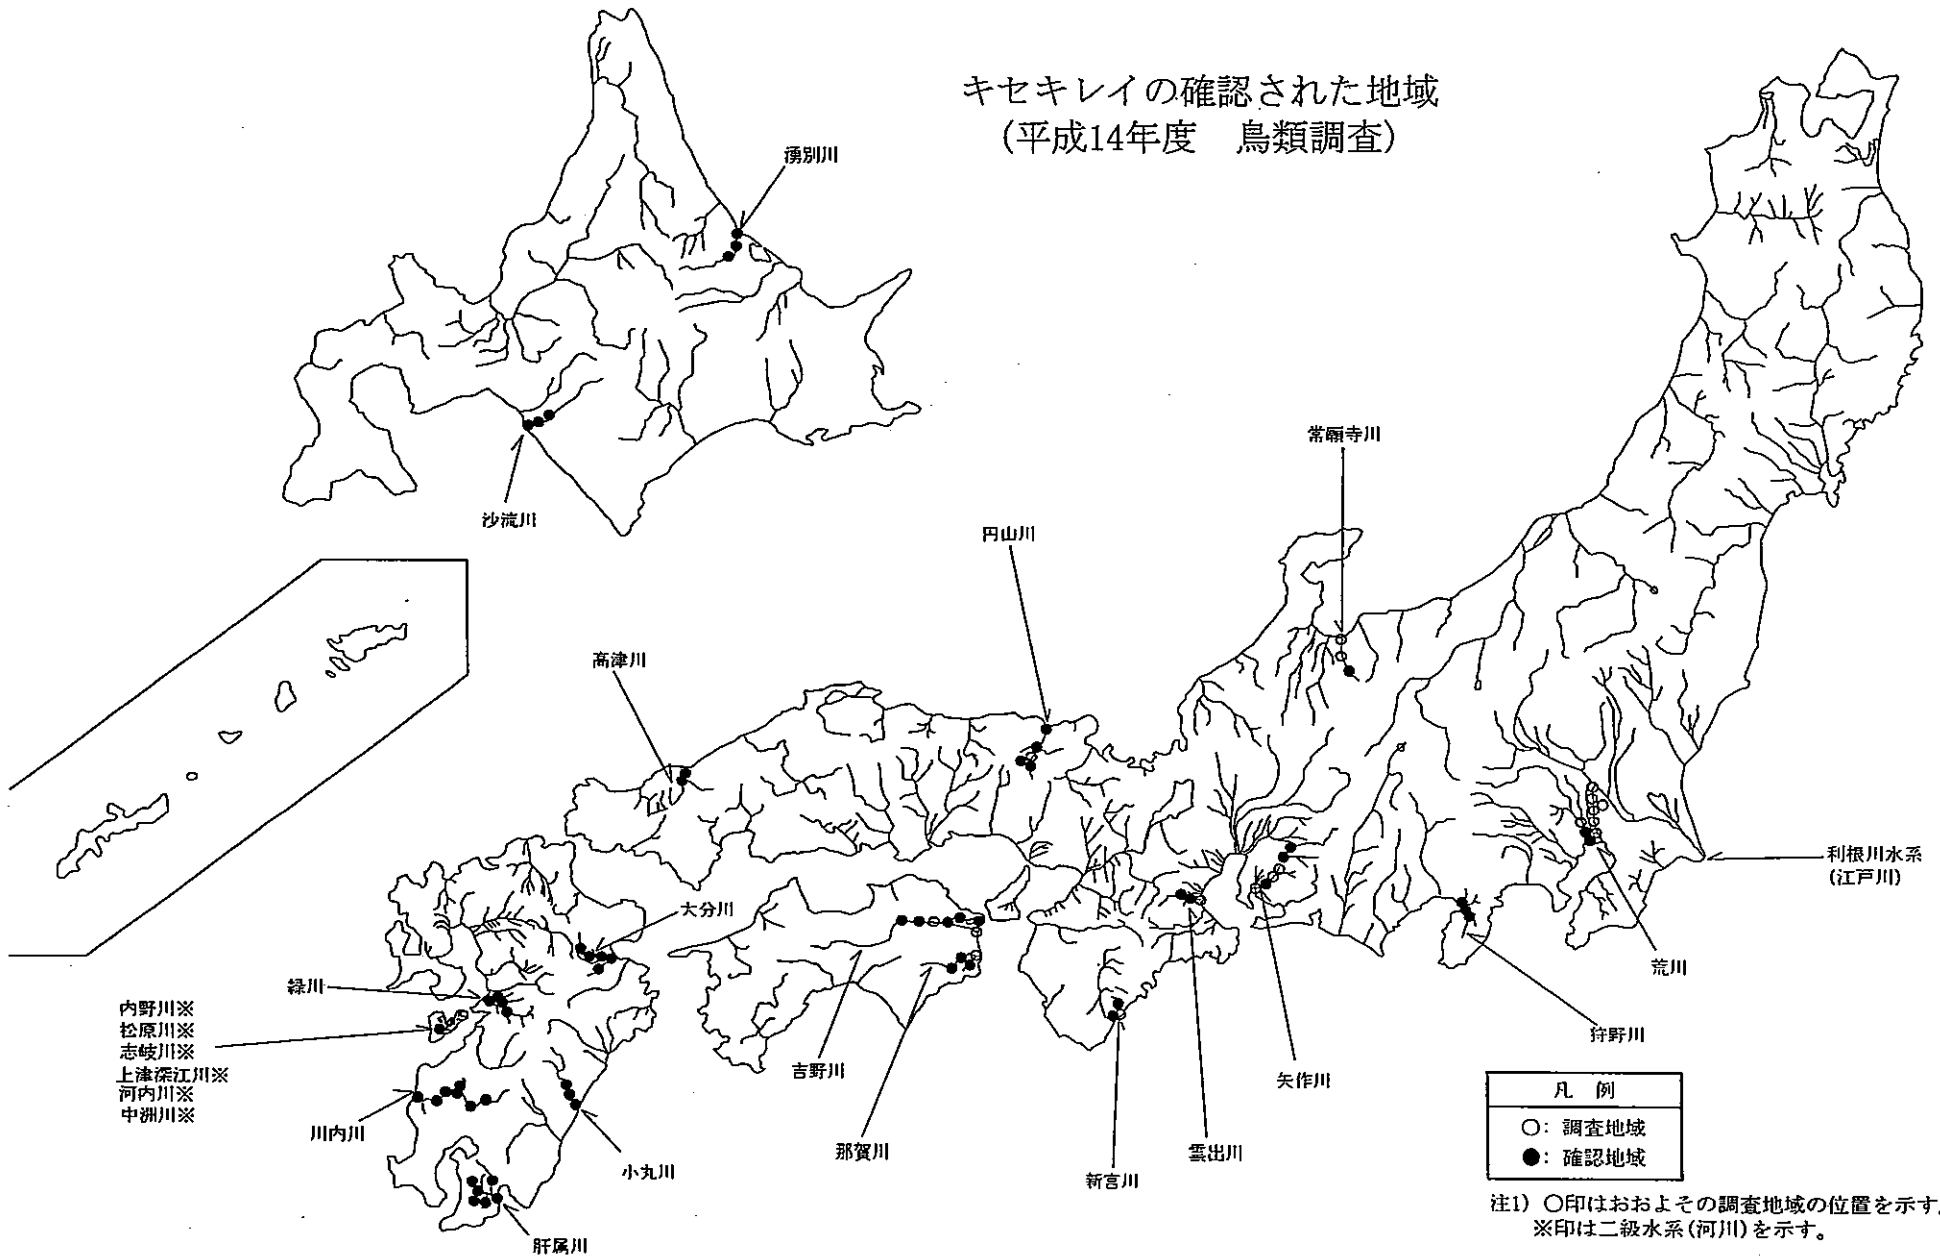 キセキレイの確認された地域
(平成14年度 鳥類調査)
湧別川
沙流川
常願寺川
円山川
高津川
利根川水系
(江戸川)
大分川
緑川
荒川
内野川※
松原川※
志岐川※
上津深江川※
河内川※
中洲川※
狩野川
吉野川
矢作川
川内川
那賀川
雲出川
小丸川
新宮川
肝属川
凡 例
○: 調査地域
●: 確認地域
注1) ○印はおおよその調査地域の位置を示す。
※印は二級水系(河川)を示す。